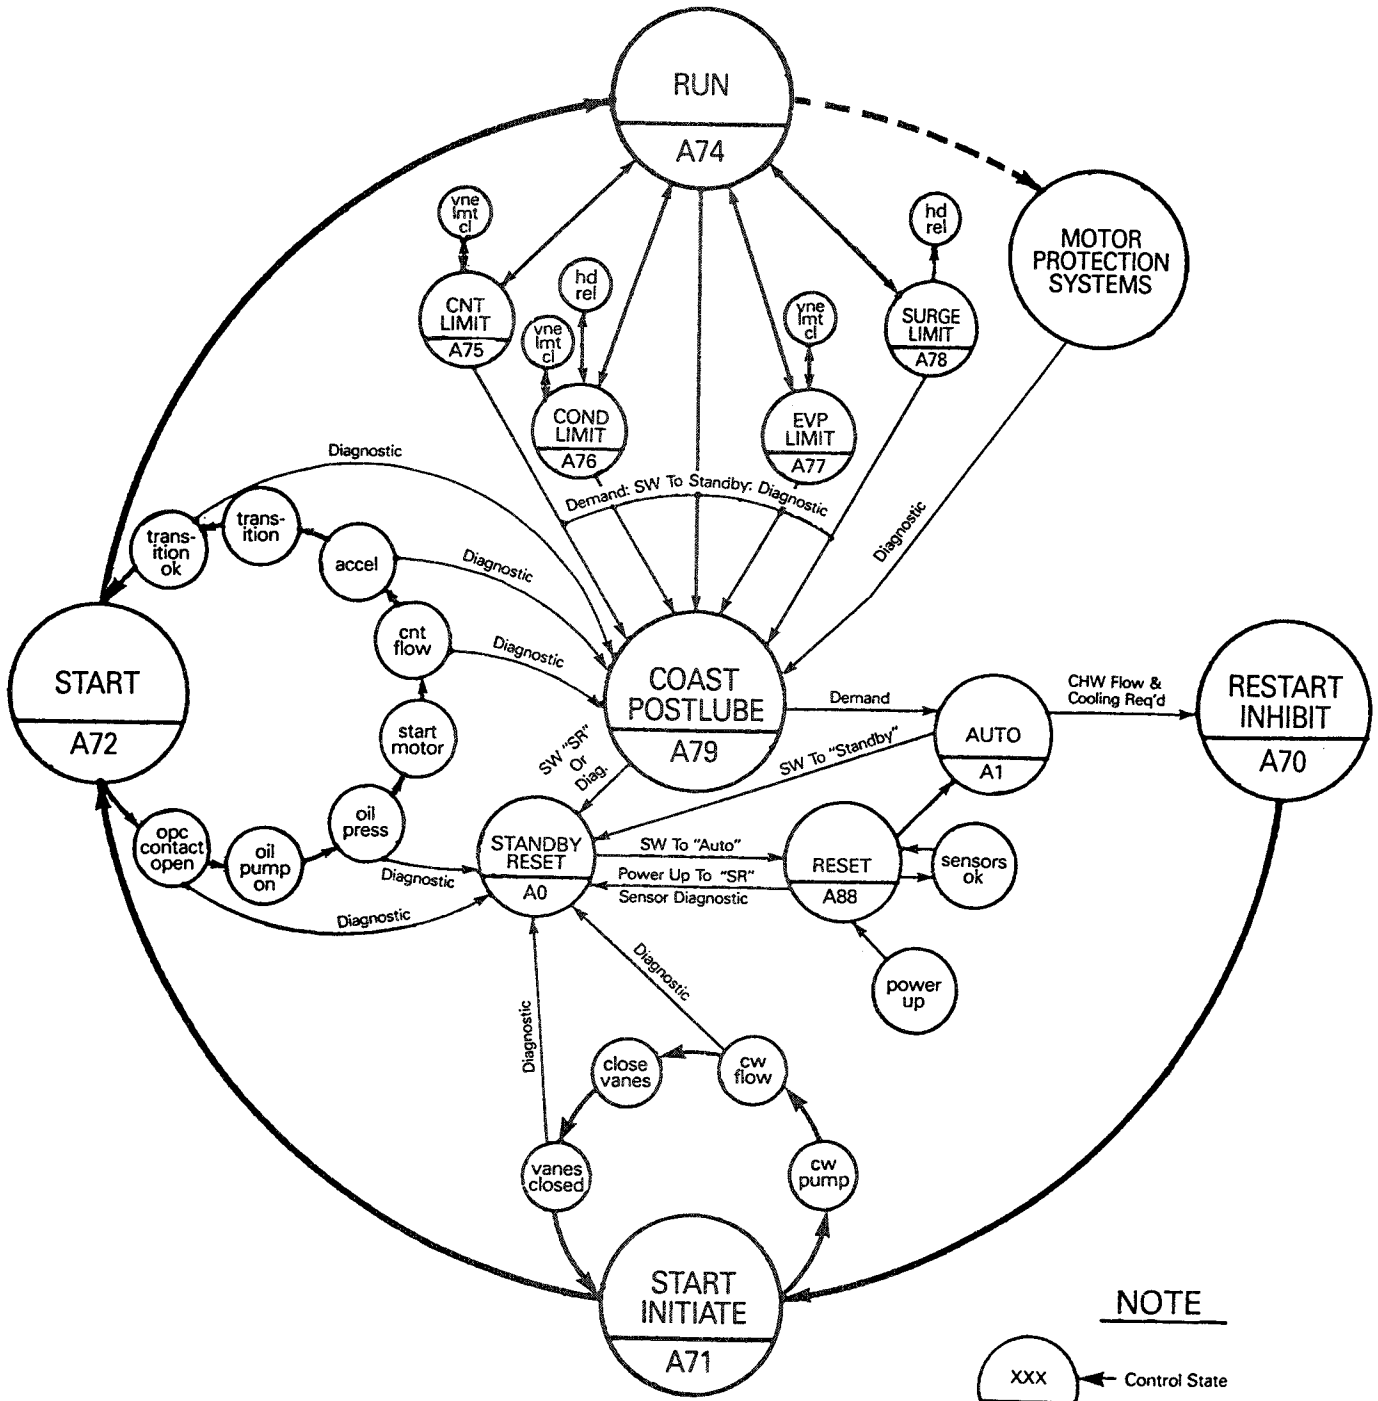 RUN
A74
MOTOR
PROTECTION
SYSTEMS
vne
lmt
cl
CNT
LIMIT
A75
hd
rel
vne
lmt
cl
COND
LIMIT
A76
vne
lmt
cl
EVP
LIMIT
A77
hd
rel
SURGE
LIMIT
A78
Demand: SW To Standby: Diagnostic
Diagnostic
Diagnostic
trans-
ition
ok
trans-
ition
accel
Diagnostic
cnt
flow
Diagnostic
START
A72
start
motor
oil
press
opc
contact
open
oil
pump
on
Diagnostic
Diagnostic
COAST
POSTLUBE
A79
Demand
AUTO
A1
CHW Flow &
Cooling Req'd
RESTART
INHIBIT
A70
SW "SR"
Or
Diag.
SW To "Standby"
STANDBY
RESET
A0
SW To "Auto"
Power Up To "SR"
Sensor Diagnostic
RESET
A88
sensors
ok
power
up
Diagnostic
Diagnostic
close
vanes
cw
flow
vanes
closed
cw
pump
START
INITIATE
A71
NOTE
XXX
Control State